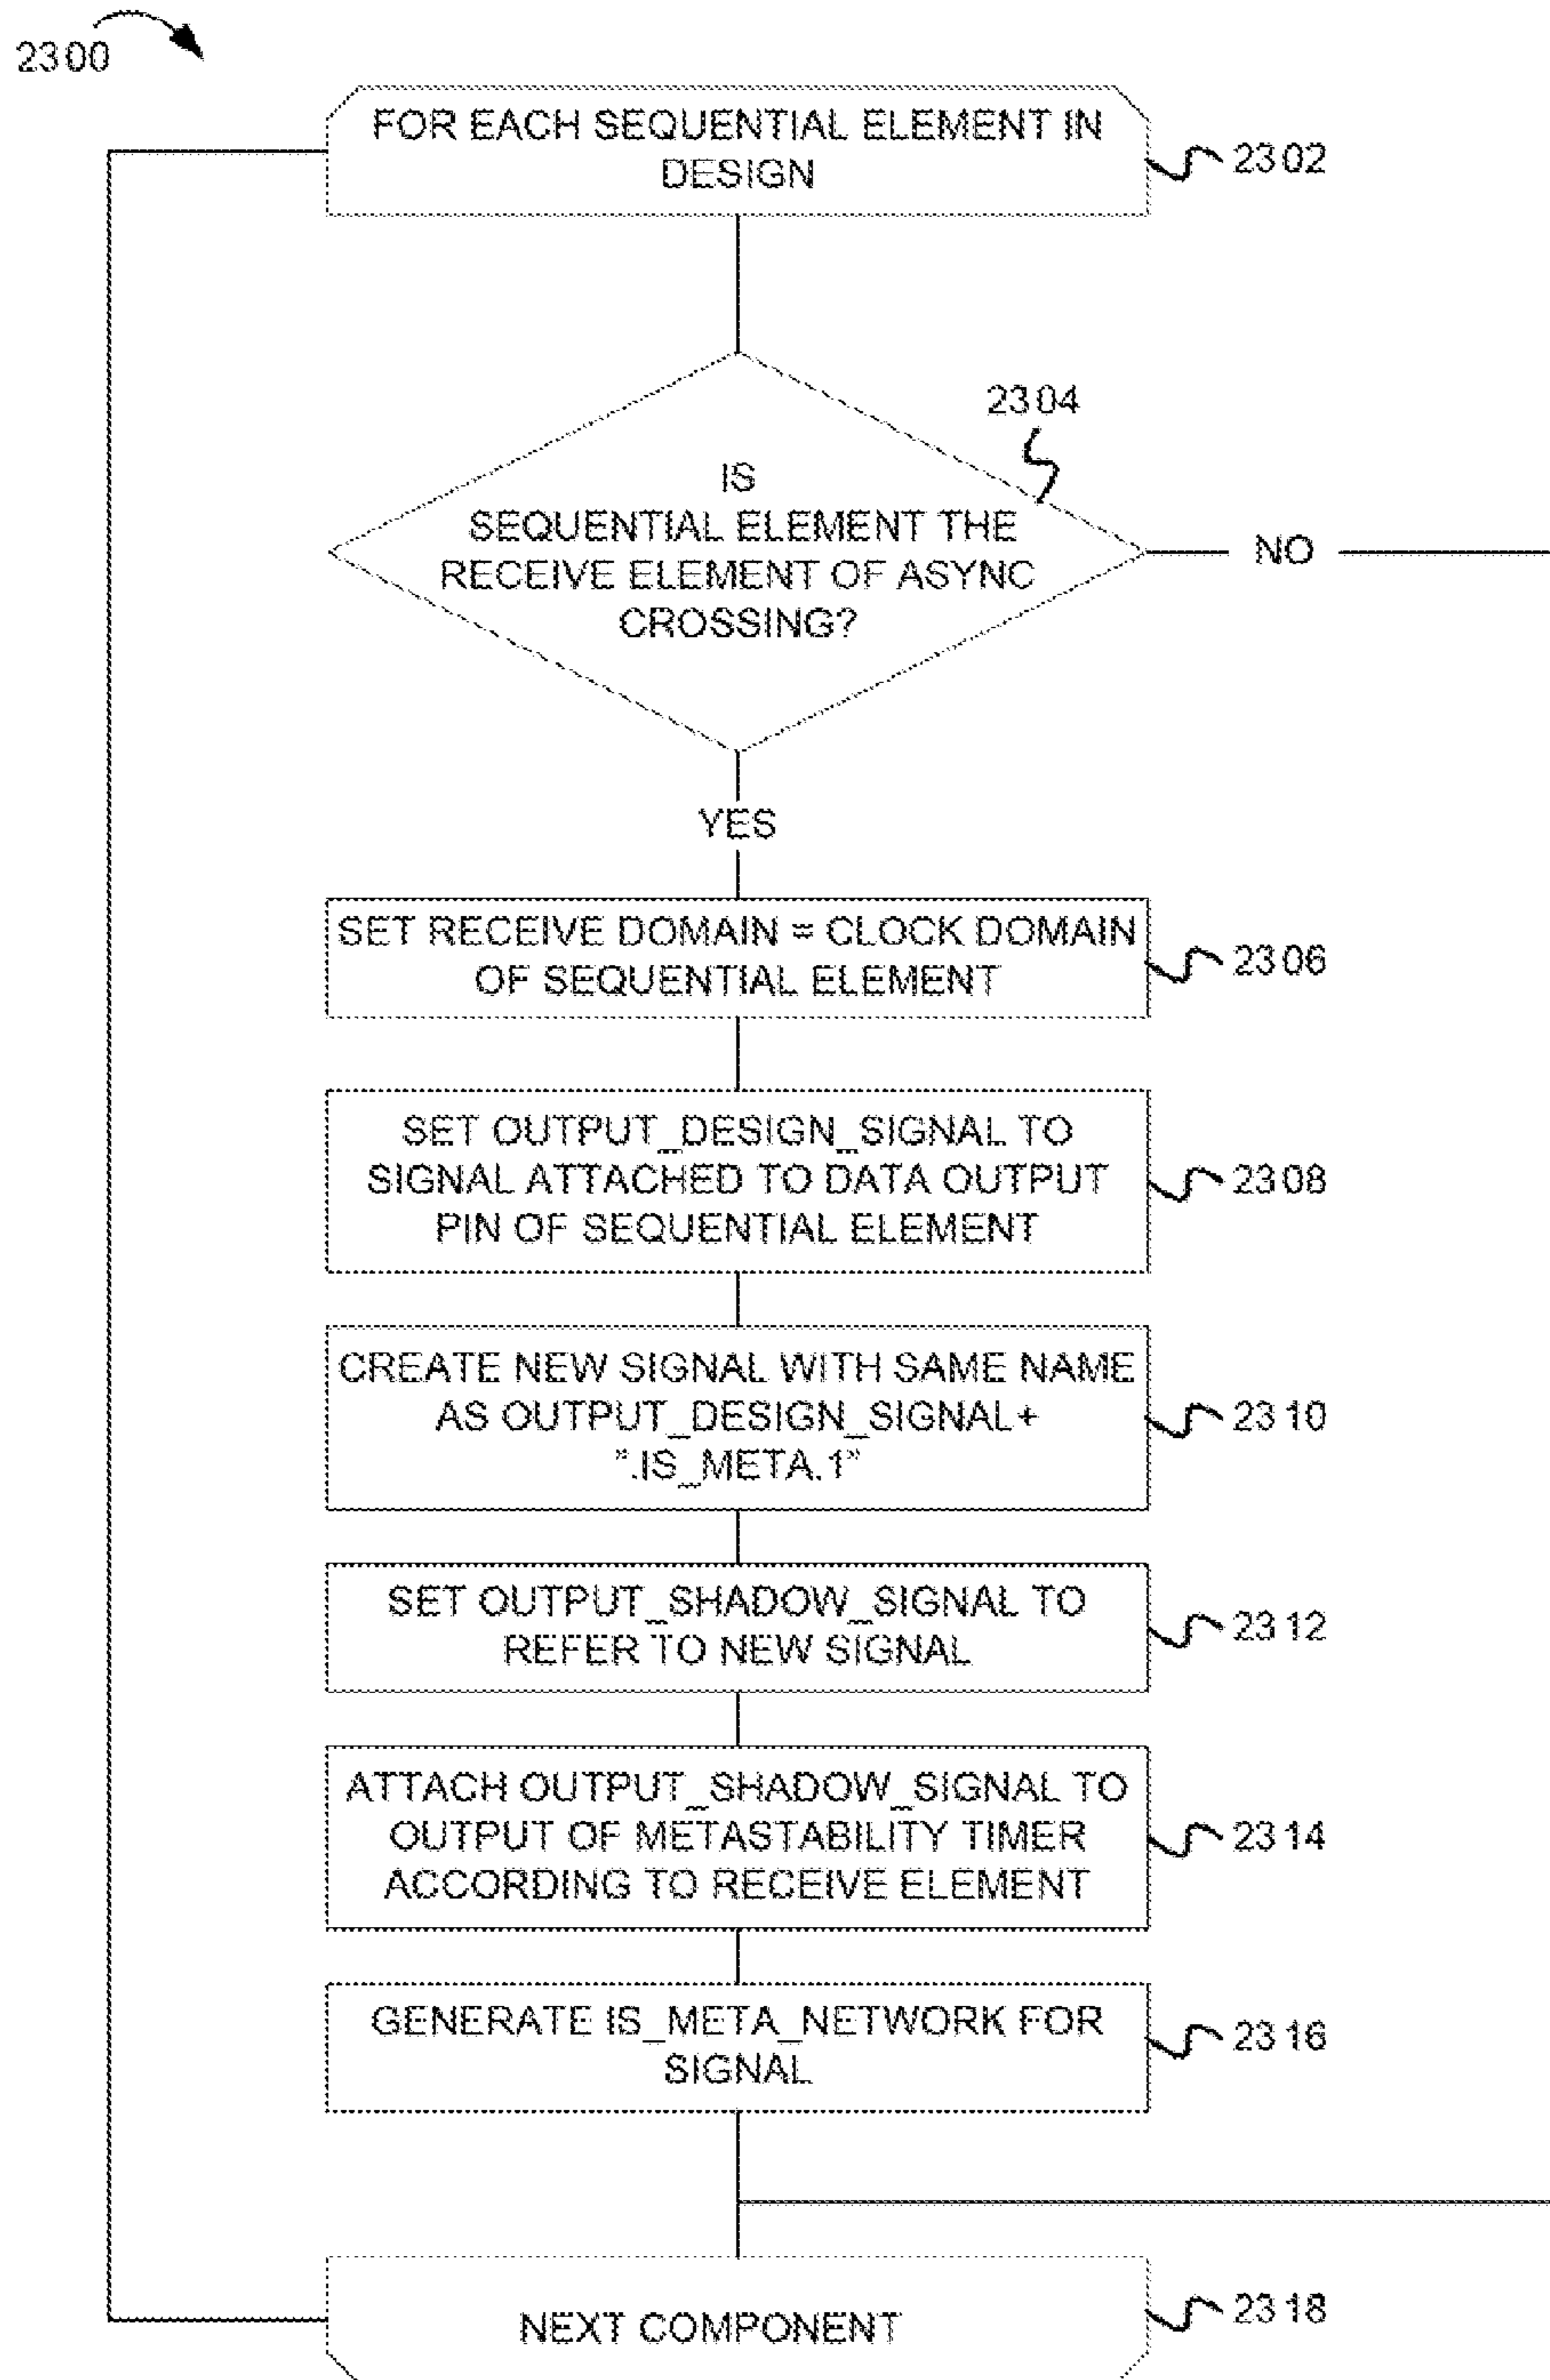 2300
FOR EACH SEQUENTIAL ELEMENT IN
DESIGN
2302
2304
IS
SEQUENTIAL ELEMENT THE
RECEIVE ELEMENT OF ASYNC
CROSSING?
NO
YES
SET RECEIVE DOMAIN = CLOCK DOMAIN
OF SEQUENTIAL ELEMENT
2306
SET OUTPUT_DESIGN_SIGNAL TO
SIGNAL ATTACHED TO DATA OUTPUT
PIN OF SEQUENTIAL ELEMENT
2308
CREATE NEW SIGNAL WITH SAME NAME
AS OUTPUT_DESIGN_SIGNAL+
".IS_META.1"
2310
SET OUTPUT_SHADOW_SIGNAL TO
REFER TO NEW SIGNAL
2312
ATTACH OUTPUT_SHADOW_SIGNAL TO
OUTPUT OF METASTABILITY TIMER
ACCORDING TO RECEIVE ELEMENT
2314
GENERATE IS_META_NETWORK FOR
SIGNAL
2316
NEXT COMPONENT
2318